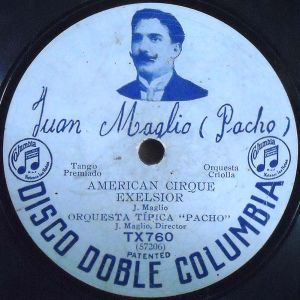 Juan Maglio (Pacho)
Tango Premiado
Orquesta Criolla
AMERICAN CIRQUE
EXELSIOR
J. Maglio
ORQUESTA TÍPICA "PACHO"
J. Maglio, Director
TX760
(57206)
PATENTED
DISCO DOBLE COLUMBIA
Columbia
Columbia